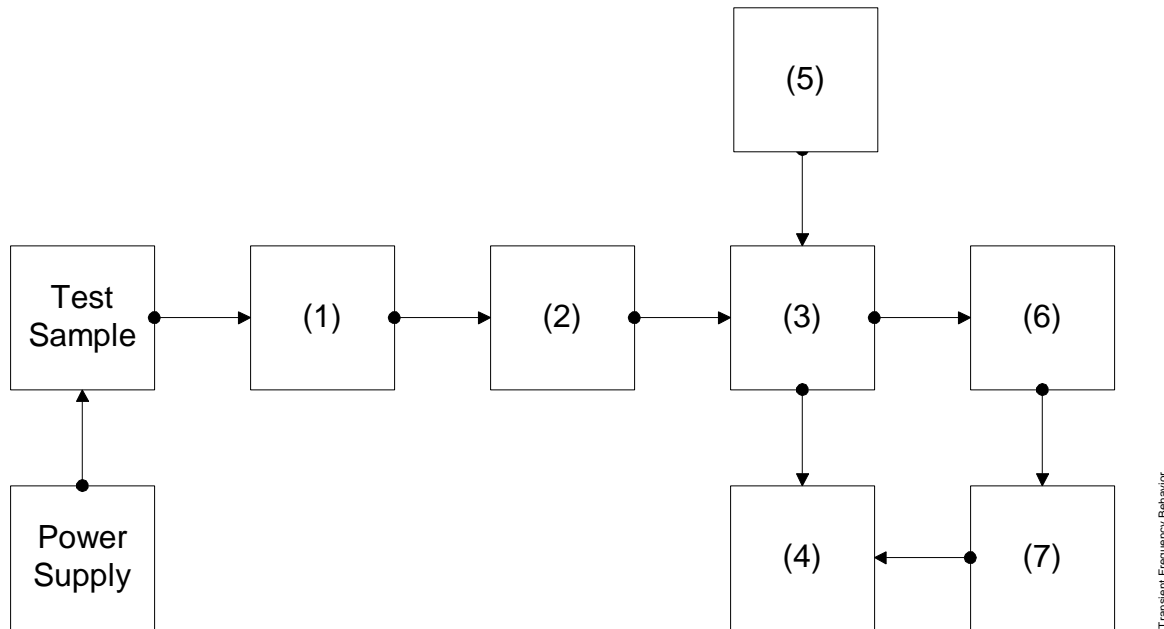 (5)
Test
Sample
(1)
(2)
(3)
(6)
Power
Supply
(4)
(7)
Transient Frequency Behavior